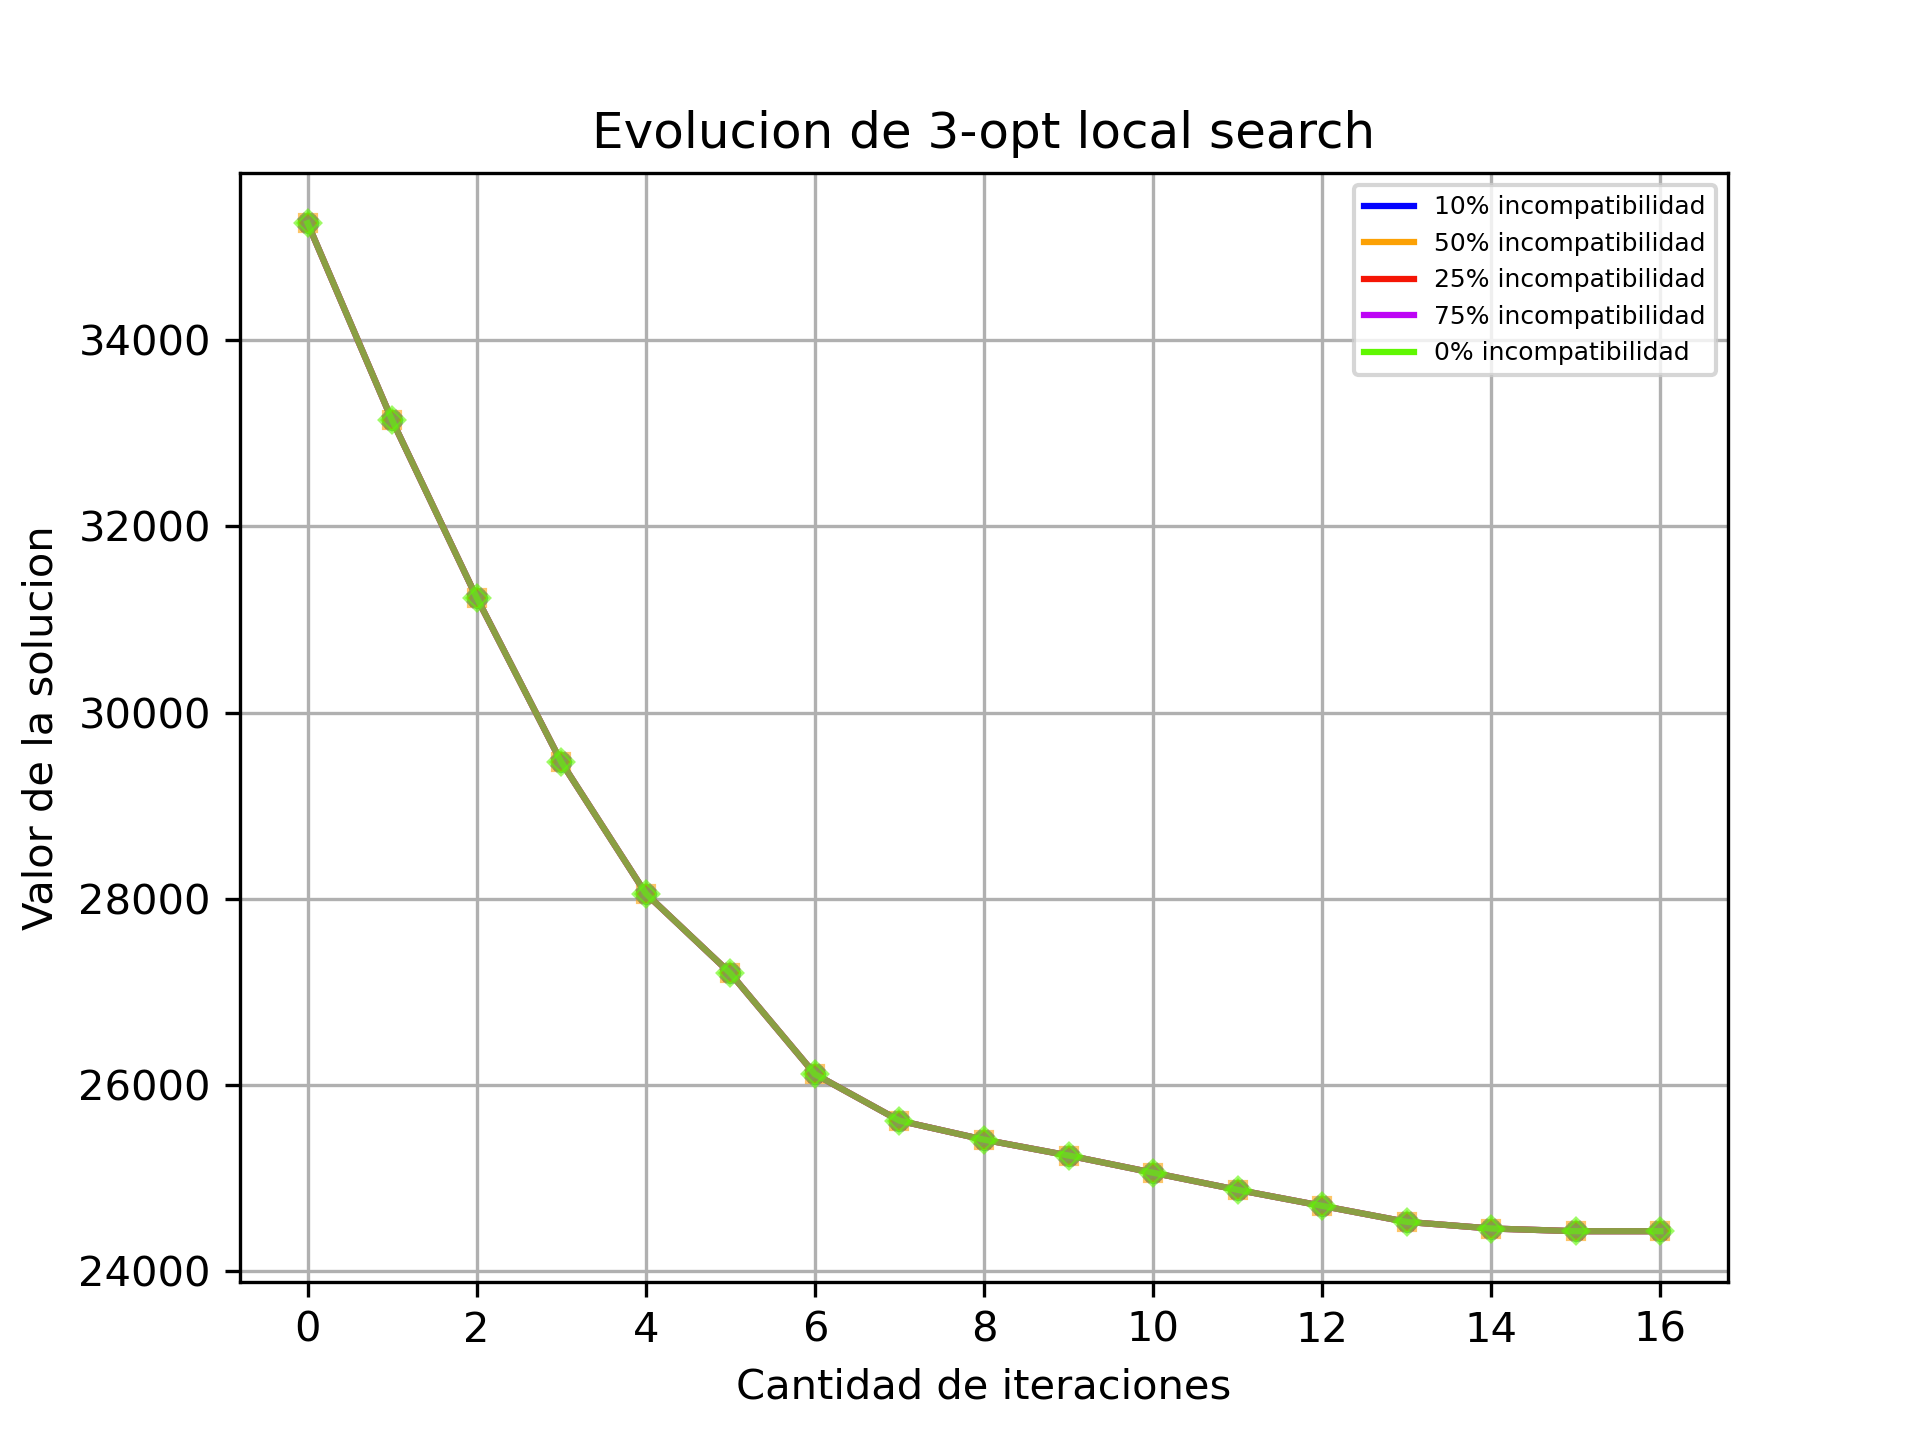 Evolucion de 3-opt local search
10% incompatibilidad
50% incompatibilidad
25% incompatibilidad
75% incompatibilidad
0% incompatibilidad
34000
32000
30000
28000
26000
24000
Valor de la solucion
0 2 4 6 8 10 12 14 16
Cantidad de iteraciones